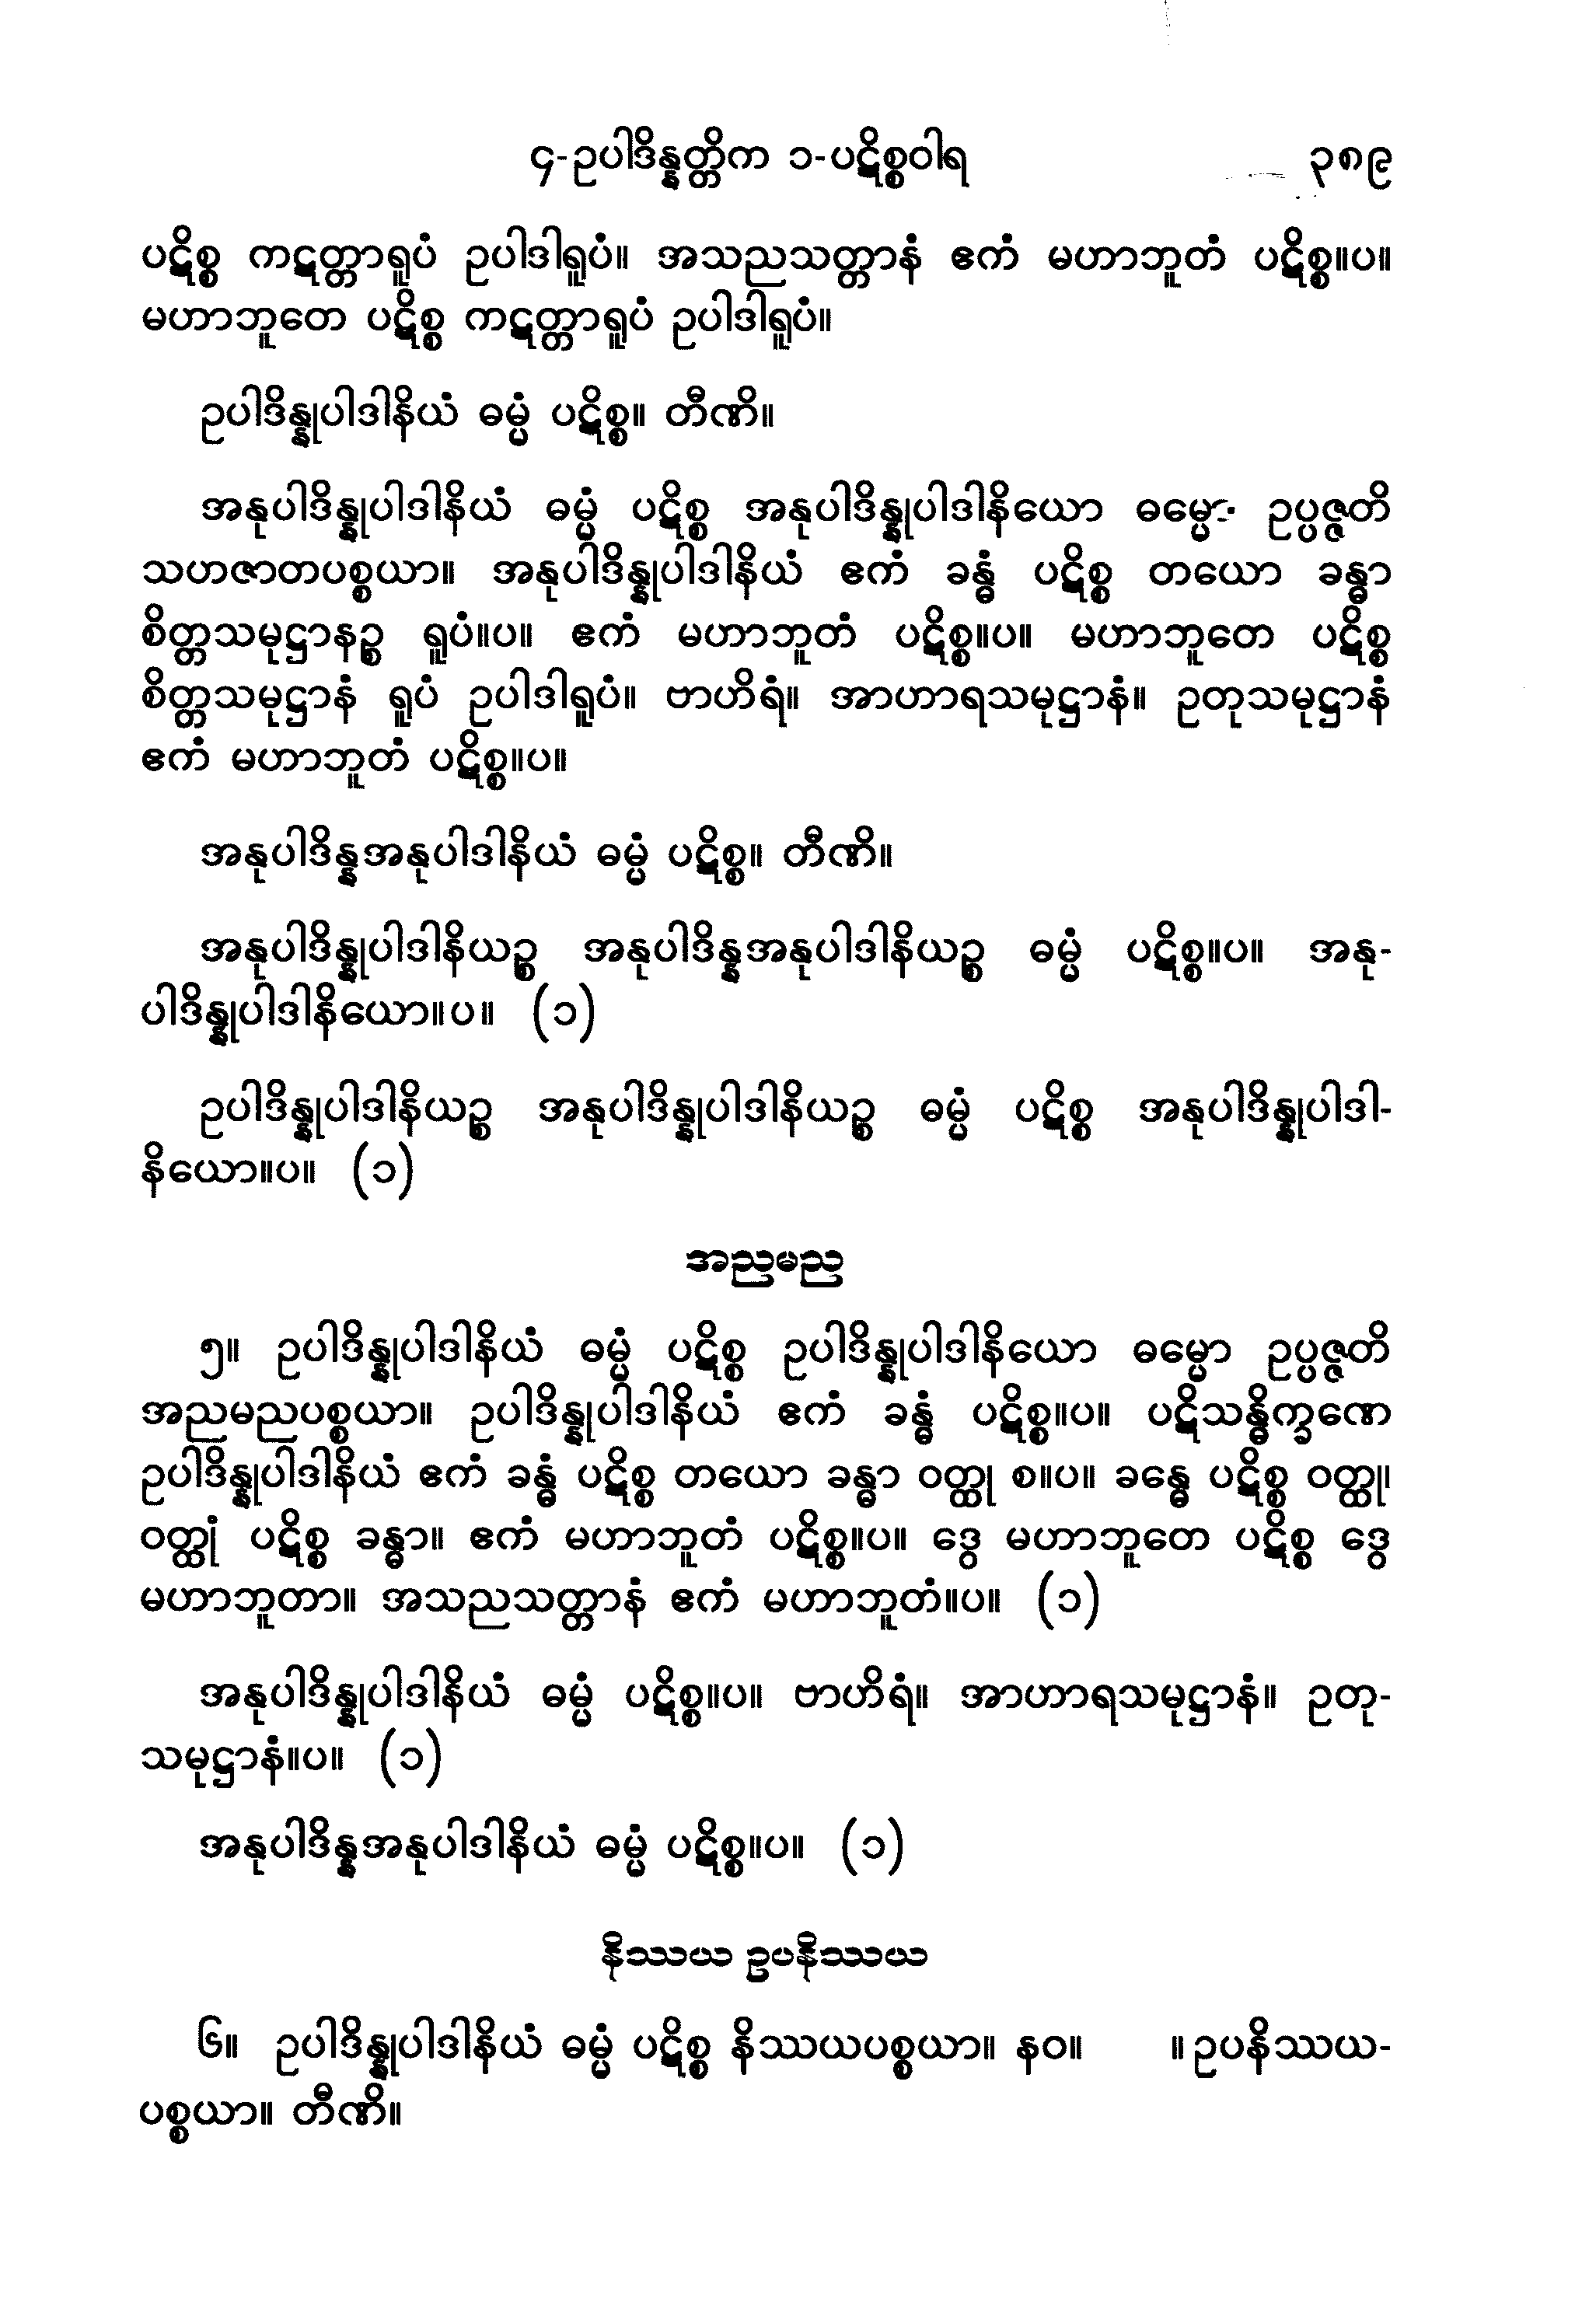 ၄-ဥပါဒိန္နတ္တိက ၁-ပဋိစ္စဝါရ ၃၈၉
ပဋိစ္စ ကဋတ္တာရူပံ ဥပါဒါရူပံ။ အသညသတ္တာနံ ဧကံ မဟာဘူတံ ပဋိစ္စ။ပ။
မဟာဘူတေ ပဋိစ္စ ကဋတ္တာရူပံ ဥပါဒါရူပံ။
ဥပါဒိန္နုပါဒါနိယံ ဓမ္မံ ပဋိစ္စ။ တီဏိ။
အနုပါဒိန္နုပါဒါနိယံ ဓမ္မံ ပဋိစ္စ အနုပါဒိန္နုပါဒါနိယော ဓမ္မော ဥပ္ပဇ္ဇတိ
သဟဇာတပစ္စယာ။ အနုပါဒိန္နုပါဒါနိယံ ဧကံ ခန္ဓံ ပဋိစ္စ တယော ခန္ဓာ
စိတ္တသမုဋ္ဌာနဉ္စ ရူပံ။ပ။ ဧကံ မဟာဘူတံ ပဋိစ္စ။ပ။ မဟာဘူတေ ပဋိစ္စ
စိတ္တသမုဋ္ဌာနံ ရူပံ ဥပါဒါရူပံ။ ဗာဟိရံ။ အာဟာရသမုဋ္ဌာနံ။ ဥတုသမုဋ္ဌာနံ
ဧကံ မဟာဘူတံ ပဋိစ္စ။ပ။
အနုပါဒိန္နအနုပါဒါနိယံ ဓမ္မံ ပဋိစ္စ။ တီဏိ။
အနုပါဒိန္နုပါဒါနိယဉ္စ အနုပါဒိန္နအနုပါဒါနိယဉ္စ ဓမ္မံ ပဋိစ္စ။ပ။ အနု-
ပါဒိန္နုပါဒါနိယော။ပ။ (၁)
ဥပါဒိန္နုပါဒါနိယဉ္စ အနုပါဒိန္နုပါဒါနိယဉ္စ ဓမ္မံ ပဋိစ္စ အနုပါဒိန္နုပါဒါ-
နိယော။ပ။ (၁)
အညမည
၅။ ဥပါဒိန္နုပါဒါနိယံ ဓမ္မံ ပဋိစ္စ ဥပါဒိန္နုပါဒါနိယော ဓမ္မော ဥပ္ပဇ္ဇတိ
အညမညပစ္စယာ။ ဥပါဒိန္နုပါဒါနိယံ ဧကံ ခန္ဓံ ပဋိစ္စ။ပ။ ပဋိသန္ဓိက္ခဏေ
ဥပါဒိန္နုပါဒါနိယံ ဧကံ ခန္ဓံ ပဋိစ္စ တယော ခန္ဓာ ဝတ္ထု စ။ပ။ ခန္ဓေ ပဋိစ္စ ဝတ္ထု၊
ဝတ္ထုံ ပဋိစ္စ ခန္ဓာ။ ဧကံ မဟာဘူတံ ပဋိစ္စ။ပ။ ဒွေ မဟာဘူတေ ပဋိစ္စ ဒွေ
မဟာဘူတာ။ အသညသတ္တာနံ ဧကံ မဟာဘူတံ။ပ။ (၁)
အနုပါဒိန္နုပါဒါနိယံ ဓမ္မံ ပဋိစ္စ။ပ။ ဗာဟိရံ။ အာဟာရသမုဋ္ဌာနံ။ ဥတု-
သမုဋ္ဌာနံ။ပ။ (၁)
အနုပါဒိန္နအနုပါဒါနိယံ ဓမ္မံ ပဋိစ္စ။ပ။ (၁)
နိဿယ ဥပနိဿယ
၆။ ဥပါဒိန္နုပါဒါနိယံ ဓမ္မံ ပဋိစ္စ နိဿယပစ္စယာ။ နဝ။ ။ဥပနိဿယ-
ပစ္စယာ။ တီဏိ။